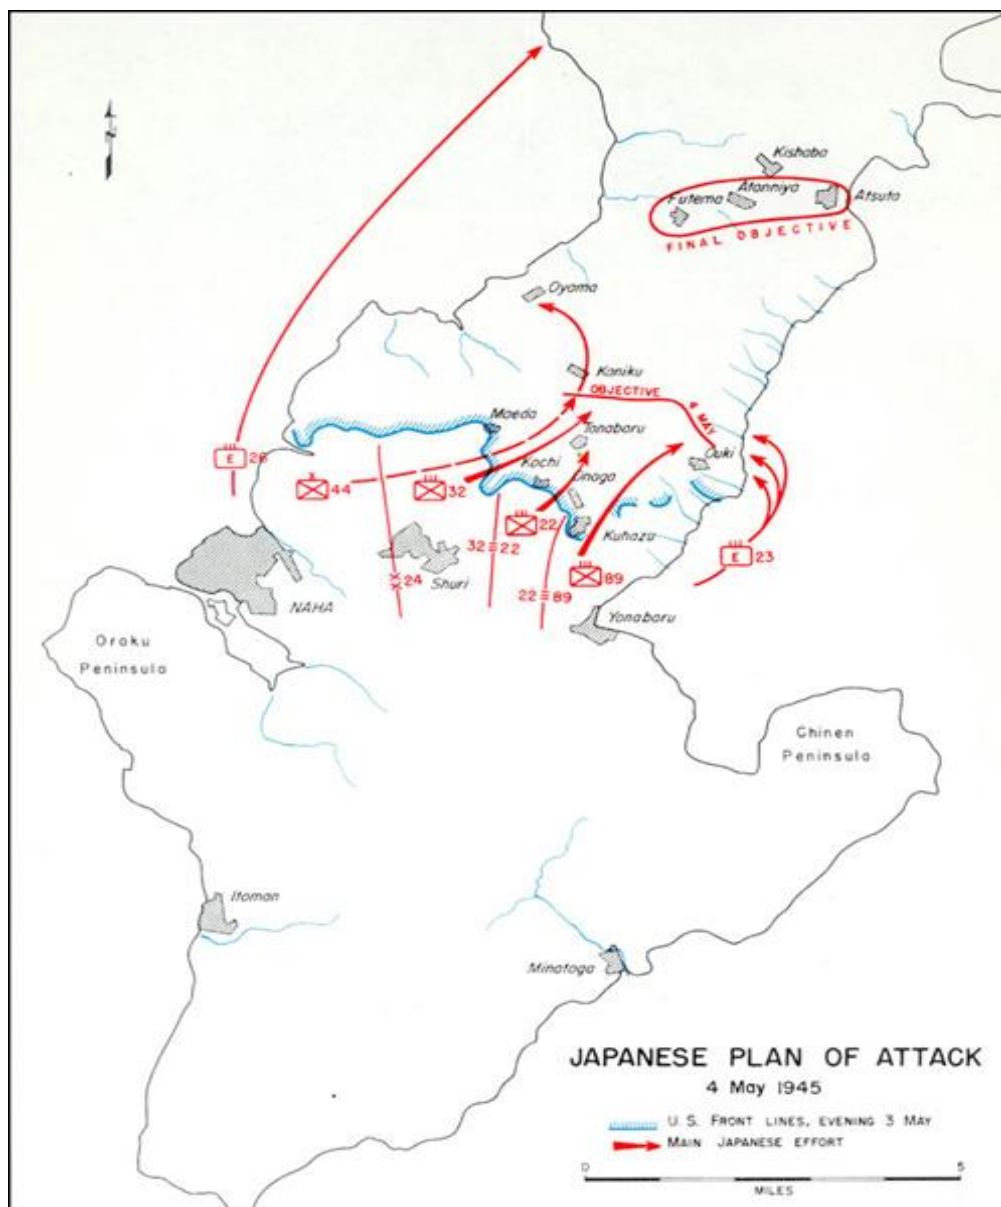 Kishaba
Atanniya
Futema
Atsuta
FINAL OBJECTIVE
Oyama
Kaniku
OBJECTIVE
4 MAY
Maeda
Tanabaru
Ouki
E 26
44
32
Kochi
Onaga
22
Kuhazu
E 23
32 22
24
Shuri
89
22 89
NAHA
Yonabaru
Oroku
Peninsula
Chinen
Peninsula
Itoman
Minatoga
JAPANESE PLAN OF ATTACK
4 May 1945
U. S. FRONT LINES, EVENING 3 MAY
MAIN JAPANESE EFFORT
0 5
MILES